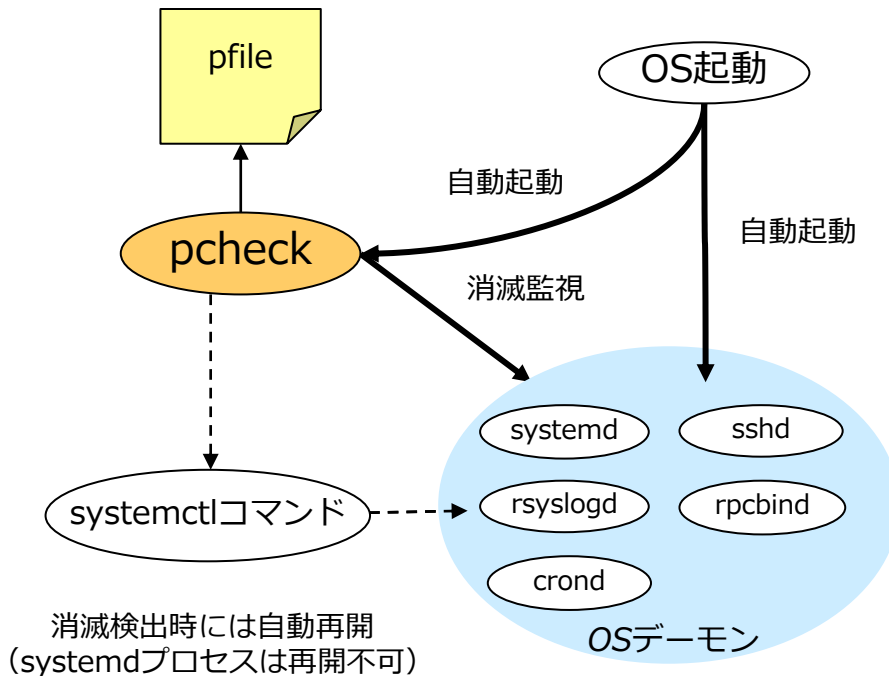 pfile
OS起動
自動起動
自動起動
pcheck
消滅監視
systemd
sshd
systemctlコマンド
rsyslogd
rpcbind
crond
消滅検出時には自動再開
（systemdプロセスは再開不可）
OSデーモン